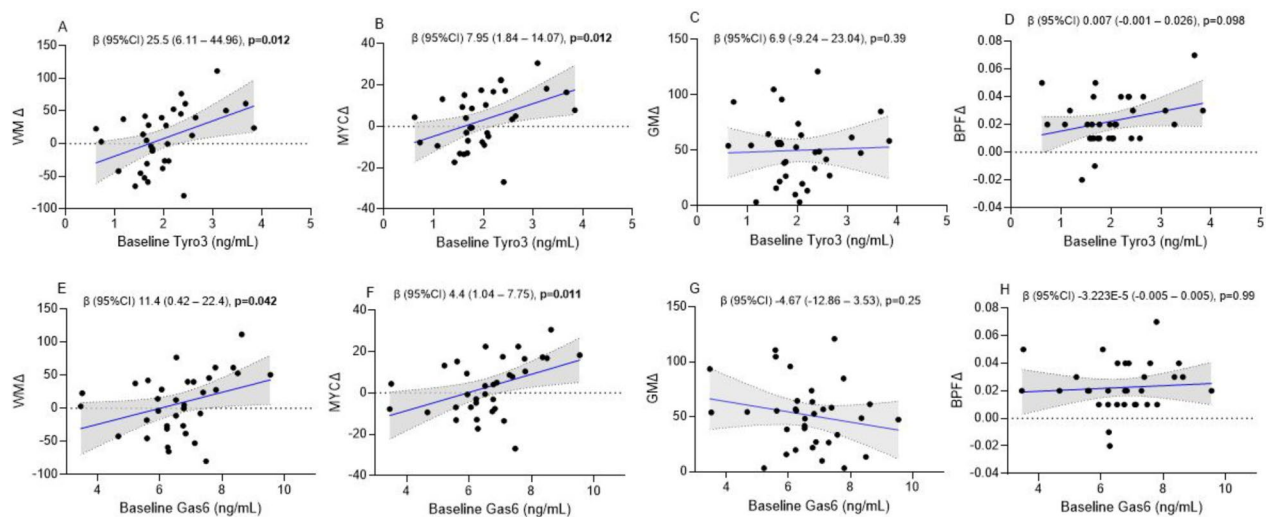 A
β (95%CI) 25.5 (6.11 – 44.96), p=0.012
WM Δ
150
100
50
0
-50
-100
0 1 2 3 4 5
Baseline Tyro3 (ng/mL)
B
β (95%CI) 7.95 (1.84 – 14.07), p=0.012
MYCΔ
40
20
0
-20
-40
0 1 2 3 4 5
Baseline Tyro3 (ng/mL)
C
β (95%CI) 6.9 (-9.24 – 23.04), p=0.39
GMΔ
150
100
50
0
0 1 2 3 4 5
Baseline Tyro3 (ng/mL)
D
β (95%CI) 0.007 (-0.001 – 0.026), p=0.098
BPFΔ
0.08
0.06
0.04
0.02
0.00
-0.02
-0.04
0 1 2 3 4 5
Baseline Tyro3 (ng/mL)
E
β (95%CI) 11.4 (0.42 – 22.4), p=0.042
WMΔ
150
100
50
0
-50
-100
4 6 8 10
Baseline Gas6 (ng/mL)
F
β (95%CI) 4.4 (1.04 – 7.75), p=0.011
MYCΔ
40
20
0
-20
-40
4 6 8 10
Baseline Gas6 (ng/mL)
G
β (95%CI) -4.67 (-12.86 – 3.53), p=0.25
GMΔ
150
100
50
0
4 6 8 10
Baseline Gas6 (ng/mL)
H
β (95%CI) -3.223E-5 (-0.005 – 0.005), p=0.99
BPFΔ
0.08
0.06
0.04
0.02
0.00
-0.02
-0.04
4 6 8 10
Baseline Gas6 (ng/mL)